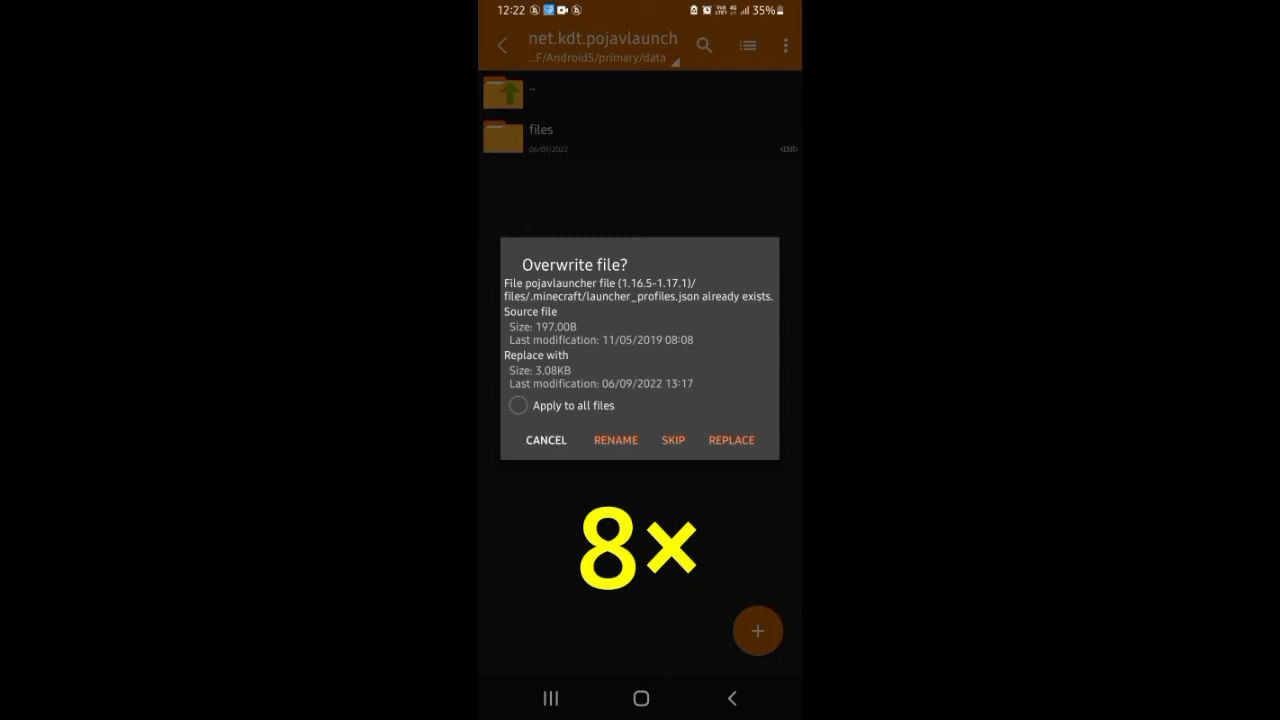 12:22 35%
net.kdt.pojavlaunch
...F/AndroidS/primary/data
..
files
06/09/2022 <DIR>
Overwrite file?
File pojavlauncher file (1.16.5-1.17.1)/
files/.minecraft/launcher_profiles.json already exists.
Source file
Size: 197.00B
Last modification: 11/05/2019 08:08
Replace with
Size: 3.08KB
Last modification: 06/09/2022 13:17
Apply to all files
CANCEL RENAME SKIP REPLACE
8×